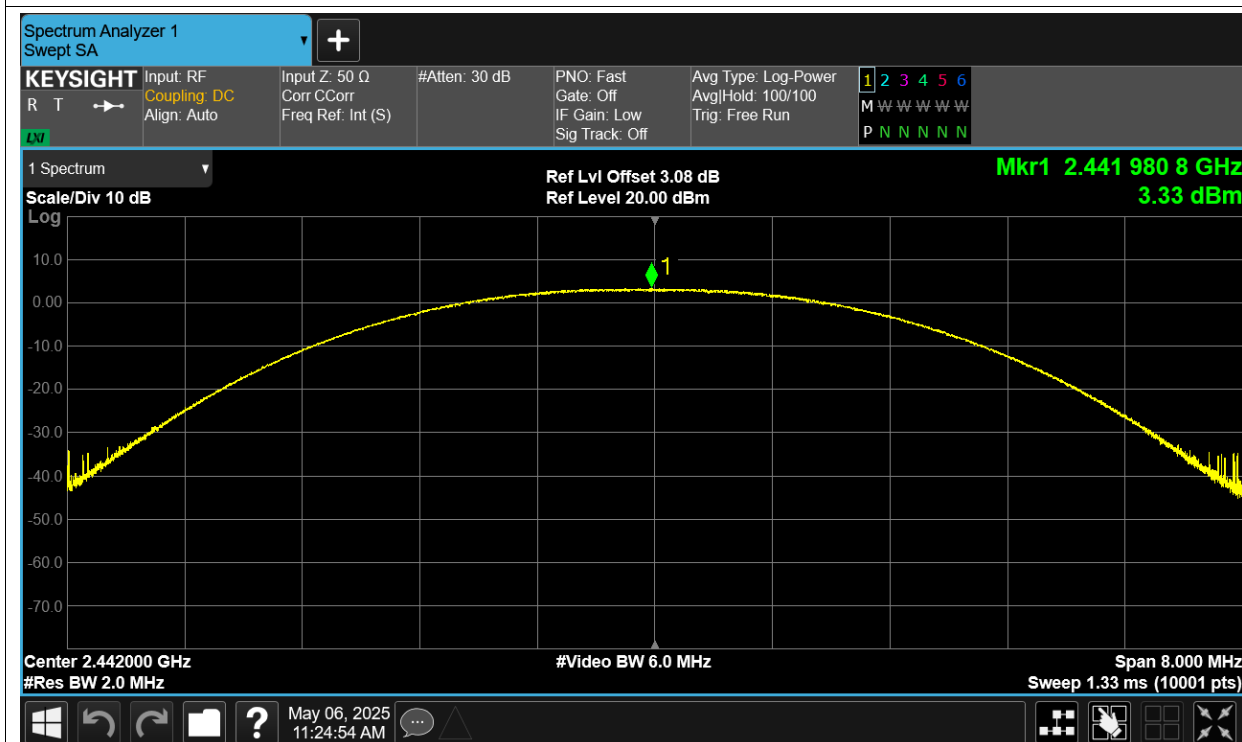 Spectrum Analyzer 1
Swept SA
+
KEYSIGHT
R T
LXI
Input: RF
Coupling: DC
Align: Auto
Input Z: 50 Ω
Corr CCorr
Freq Ref: Int (S)
#Atten: 30 dB
PNO: Fast
Gate: Off
IF Gain: Low
Sig Track: Off
Avg Type: Log-Power
Avg|Hold: 100/100
Trig: Free Run
1 2 3 4 5 6
M W W W W W
P N N N N N
1 Spectrum
Scale/Div 10 dB
Log
Ref Lvl Offset 3.08 dB
Ref Level 20.00 dBm
Mkr1 2.441 980 8 GHz
3.33 dBm
1
10.0
0.00
-10.0
-20.0
-30.0
-40.0
-50.0
-60.0
-70.0
Center 2.442000 GHz
#Res BW 2.0 MHz
#Video BW 6.0 MHz
Span 8.000 MHz
Sweep 1.33 ms (10001 pts)
?
May 06, 2025
11:24:54 AM